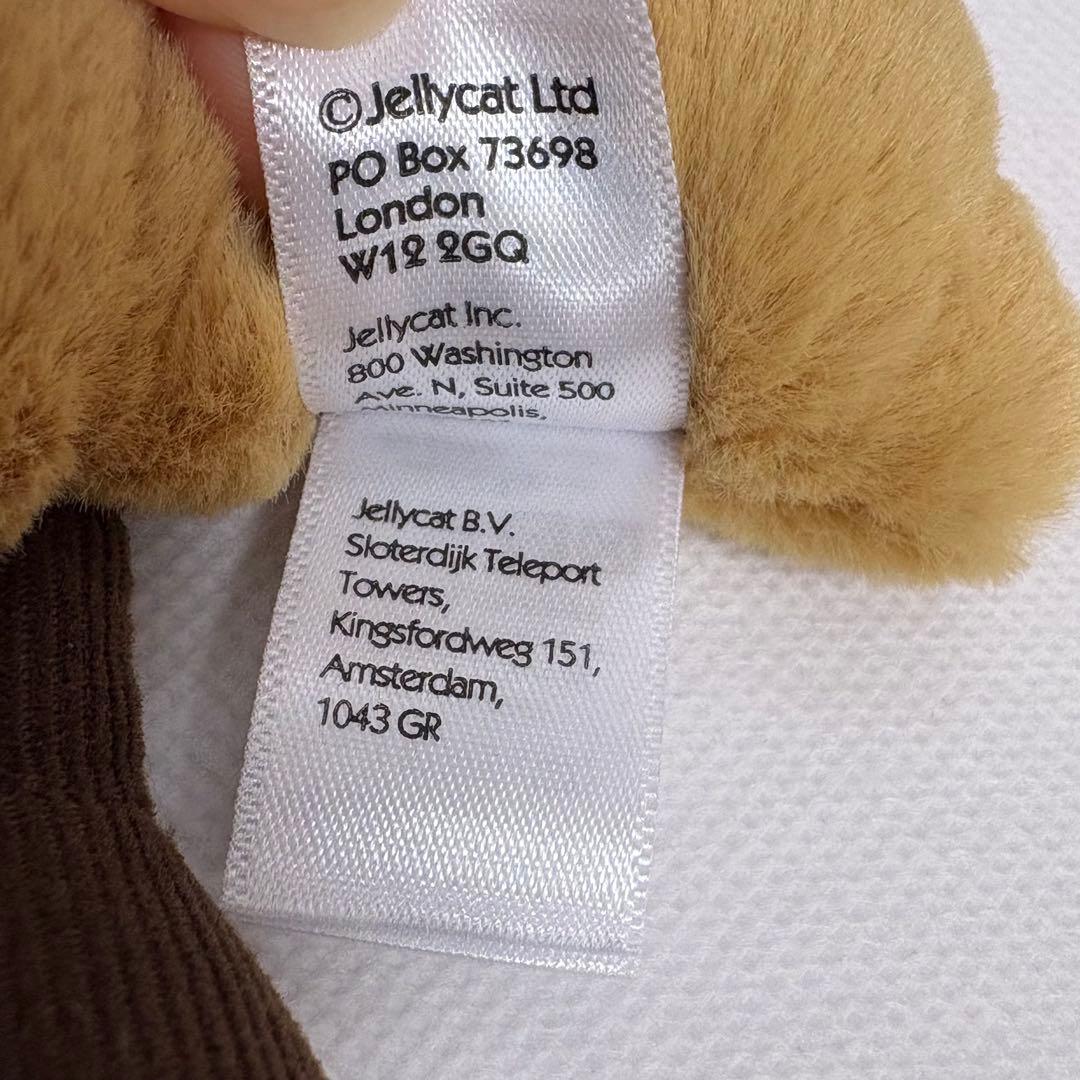 ©Jellycat Ltd
PO Box 73698
London
W12 2GQ
Jellycat Inc.
800 Washington
Ave. N, Suite 500
Minneapolis,
Jellycat B.V.
Sloterdijk Teleport
Towers,
Kingsfordweg 151,
Amsterdam,
1043 GR